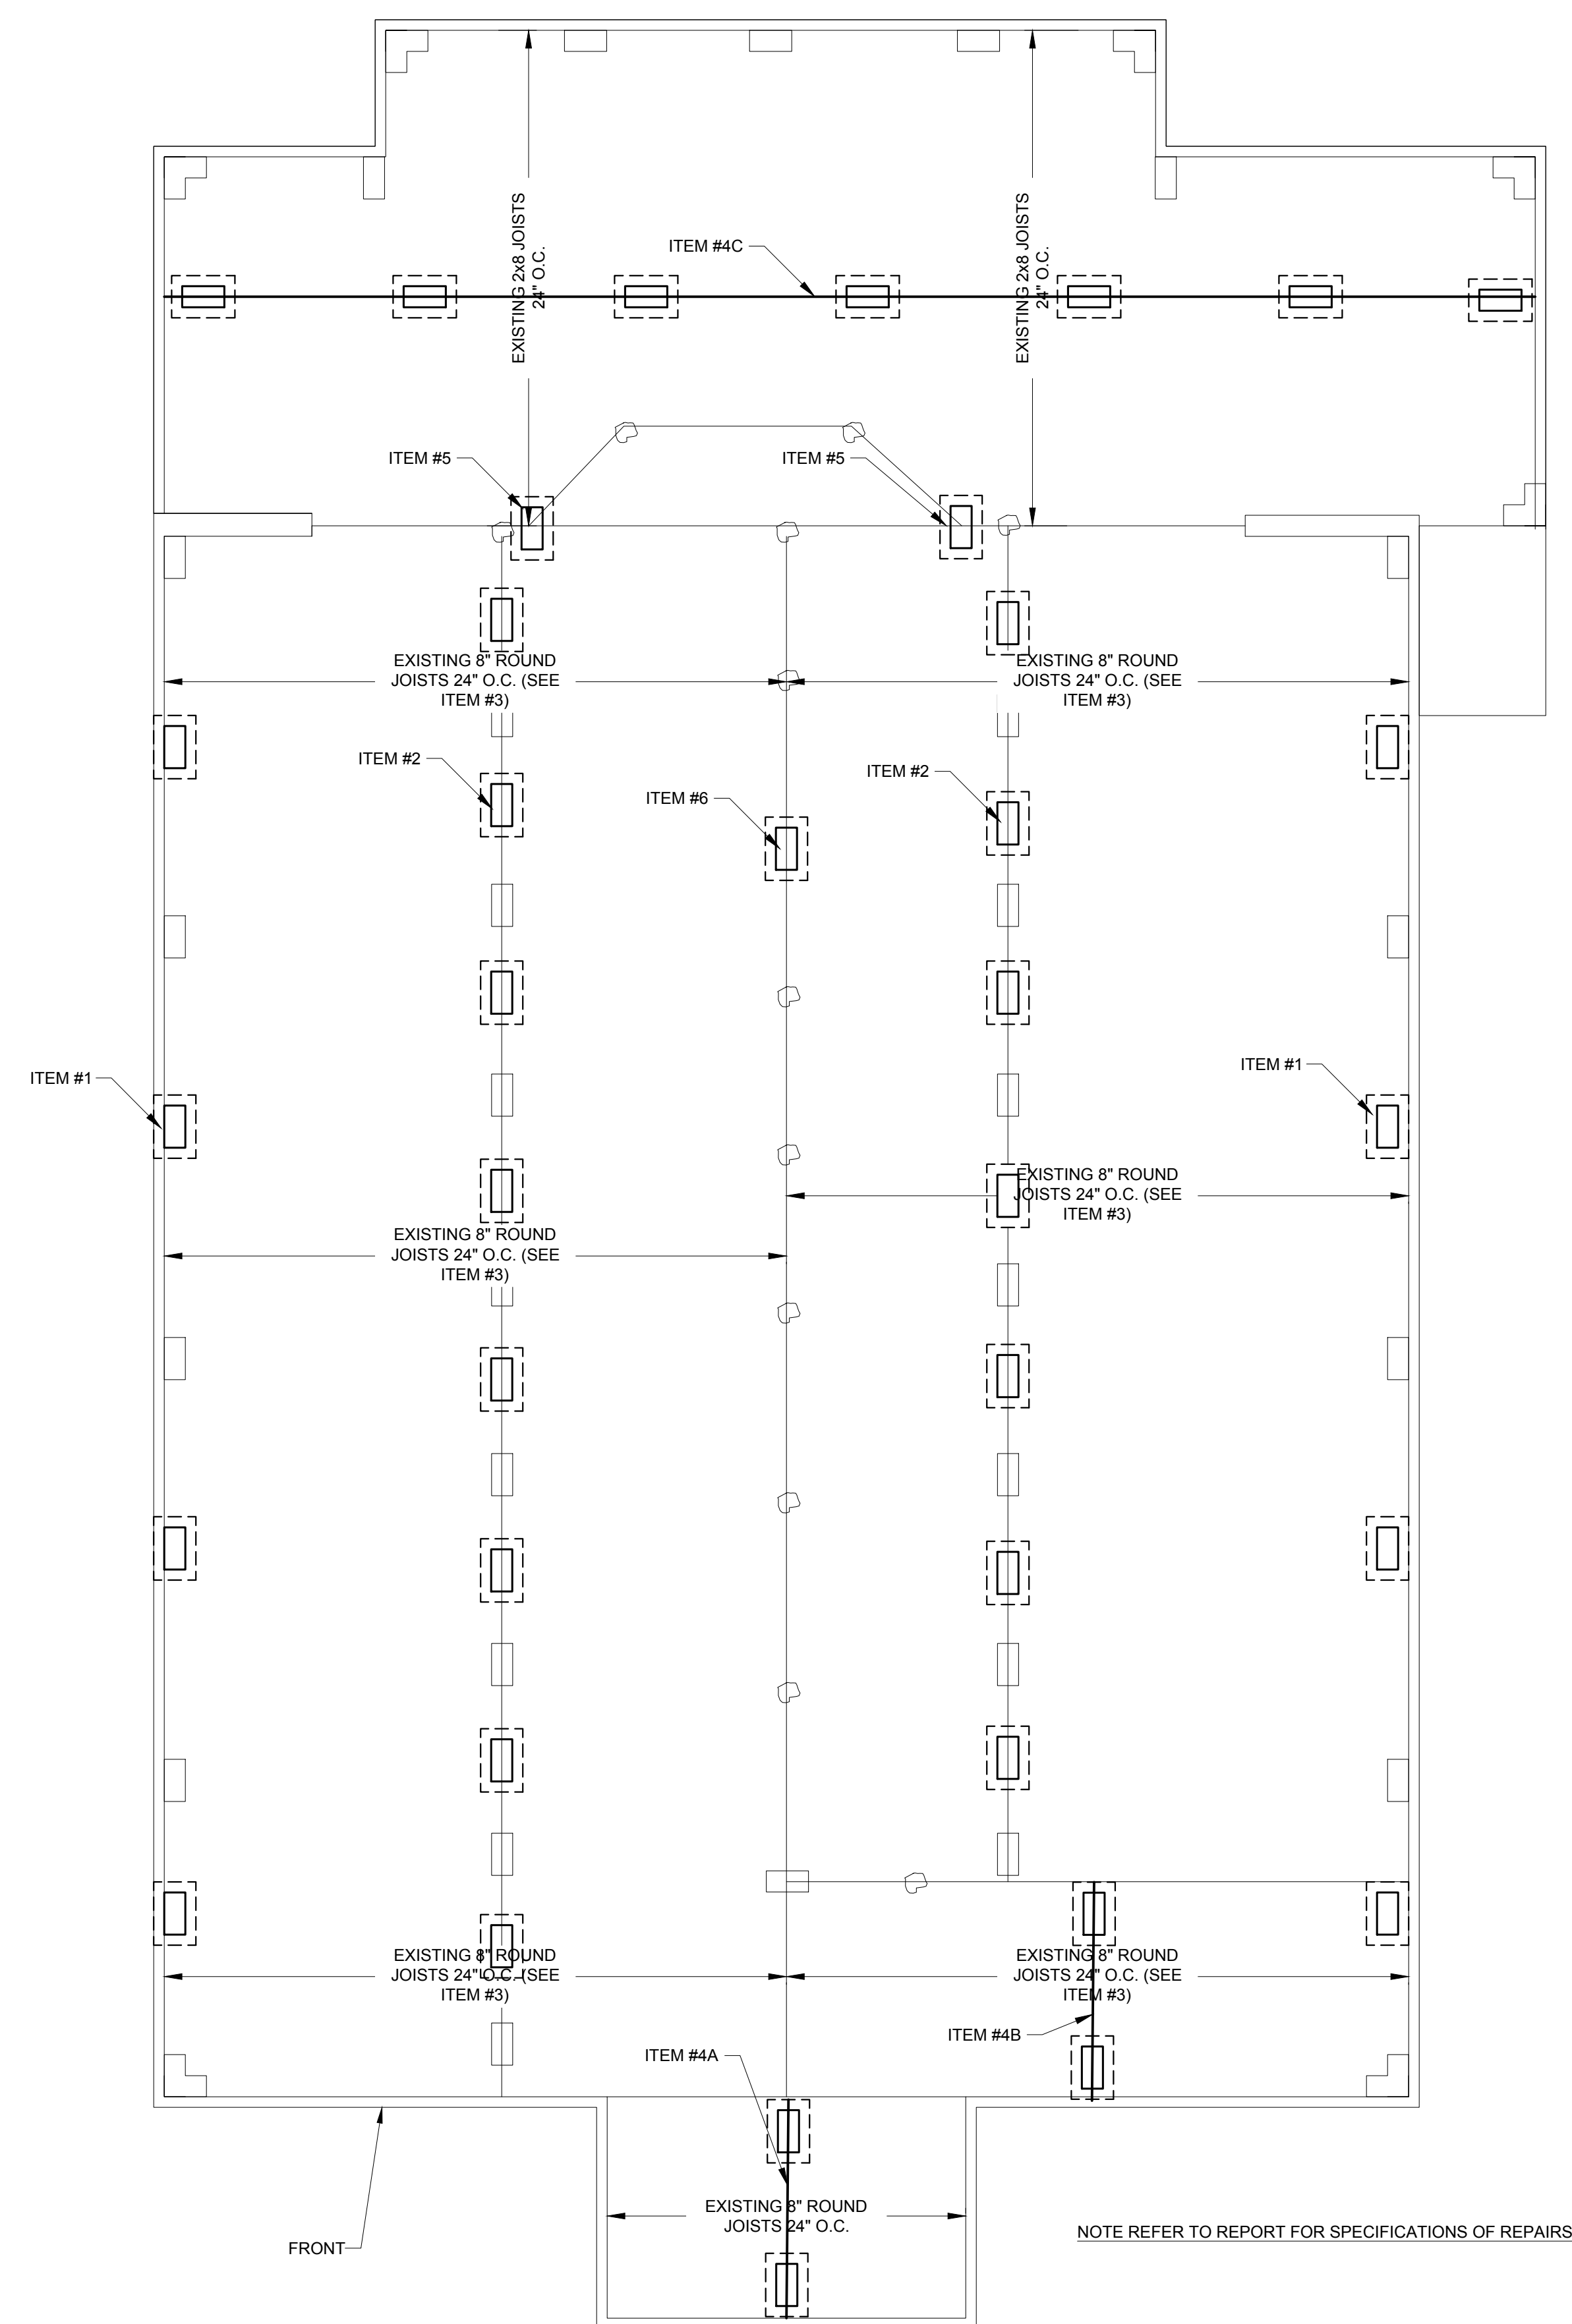 ITEM #4C
EXISTING 2x8 JOISTS
24" O.C.
EXISTING 2x8 JOISTS
24" O.C.
ITEM #5
ITEM #5
EXISTING 8" ROUND
JOISTS 24" O.C. (SEE
ITEM #3)
EXISTING 8" ROUND
JOISTS 24" O.C. (SEE
ITEM #3)
ITEM #2
ITEM #2
ITEM #6
ITEM #1
ITEM #1
EXISTING 8" ROUND
JOISTS 24" O.C. (SEE
ITEM #3)
EXISTING 8" ROUND
JOISTS 24" O.C. (SEE
ITEM #3)
EXISTING 8" ROUND
JOISTS 24" O.C. (SEE
ITEM #3)
EXISTING 8" ROUND
JOISTS 24" O.C. (SEE
ITEM #3)
ITEM #4B
ITEM #4A
EXISTING 8" ROUND
JOISTS 24" O.C.
FRONT
NOTE REFER TO REPORT FOR SPECIFICATIONS OF REPAIRS